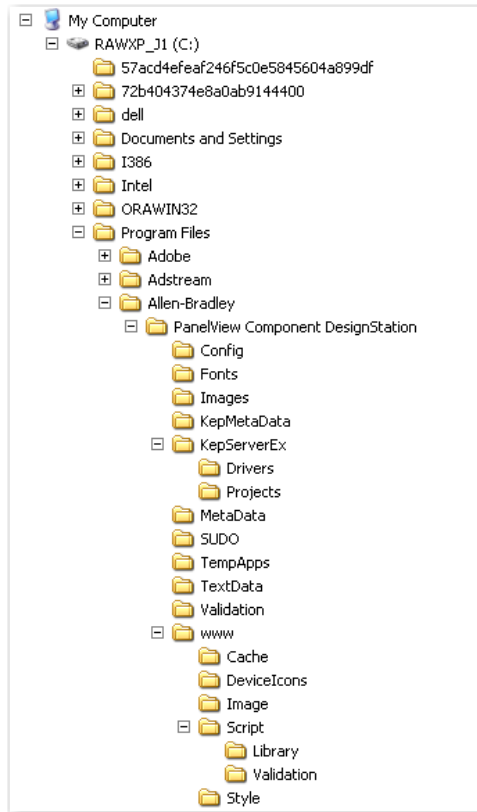 My Computer
RAWXP_J1 (C:)
57acd4efeaf246f5c0e5845604a899df
72b404374e8a0ab9144400
dell
Documents and Settings
I386
Intel
ORAWIN32
Program Files
Adobe
Adstream
Allen-Bradley
PanelView Component DesignStation
Config
Fonts
Images
KepMetaData
KepServerEx
Drivers
Projects
MetaData
SUDO
TempApps
TextData
Validation
www
Cache
DeviceIcons
Image
Script
Library
Validation
Style